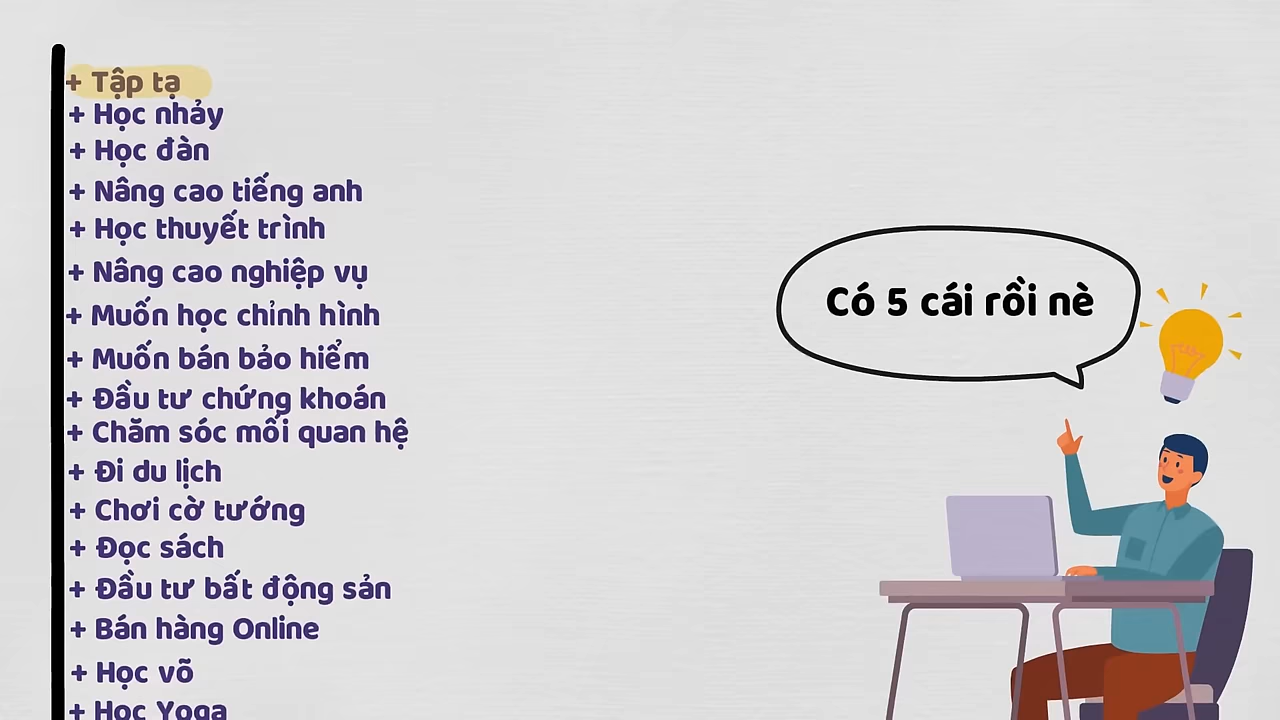 + Tập tạ
+ Học nhảy
+ Học đàn
+ Nâng cao tiếng anh
+ Học thuyết trình
+ Nâng cao nghiệp vụ
+ Muốn học chỉnh hình
+ Muốn bán bảo hiểm
+ Đầu tư chứng khoán
+ Chăm sóc mối quan hệ
+ Đi du lịch
+ Chơi cờ tướng
+ Đọc sách
+ Đầu tư bất động sản
+ Bán hàng Online
+ Học võ
+ Học Yoga
Có 5 cái rồi nè